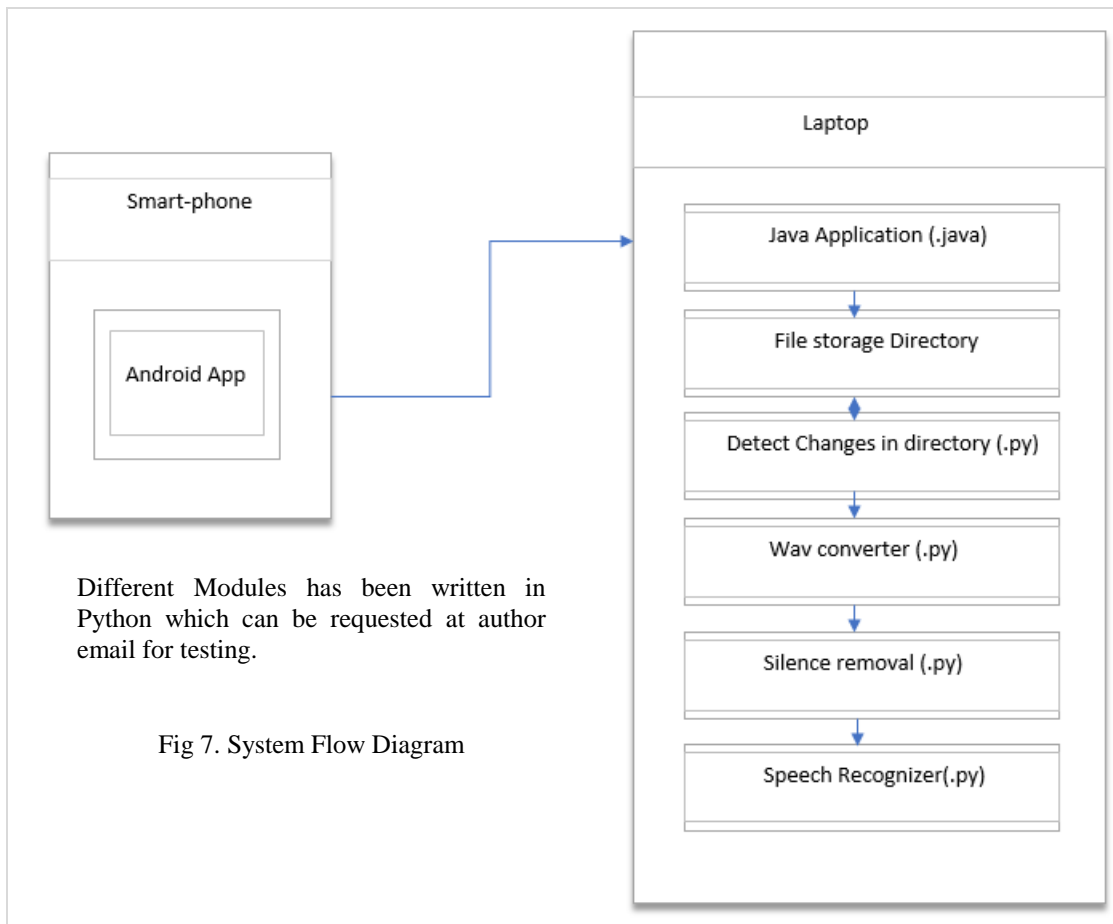 Smart-phone
Android App
Different Modules has been written in
Python which can be requested at author
email for testing.
Fig 7. System Flow Diagram
Laptop
Java Application (.java)
File storage Directory
Detect Changes in directory (.py)
Wav converter (.py)
Silence removal (.py)
Speech Recognizer(.py)